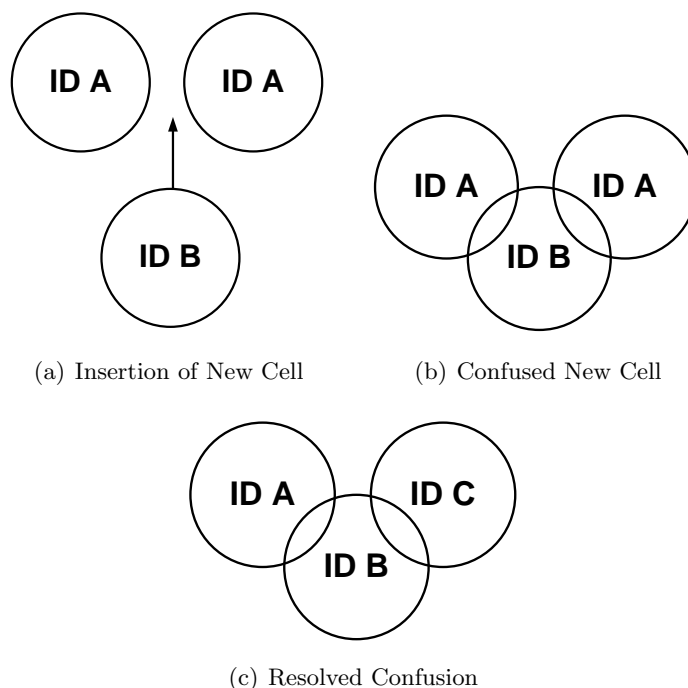 ID A ID A
ID B
(a) Insertion of New Cell
ID A ID A
ID B
(b) Confused New Cell
ID A ID C
ID B
(c) Resolved Confusion